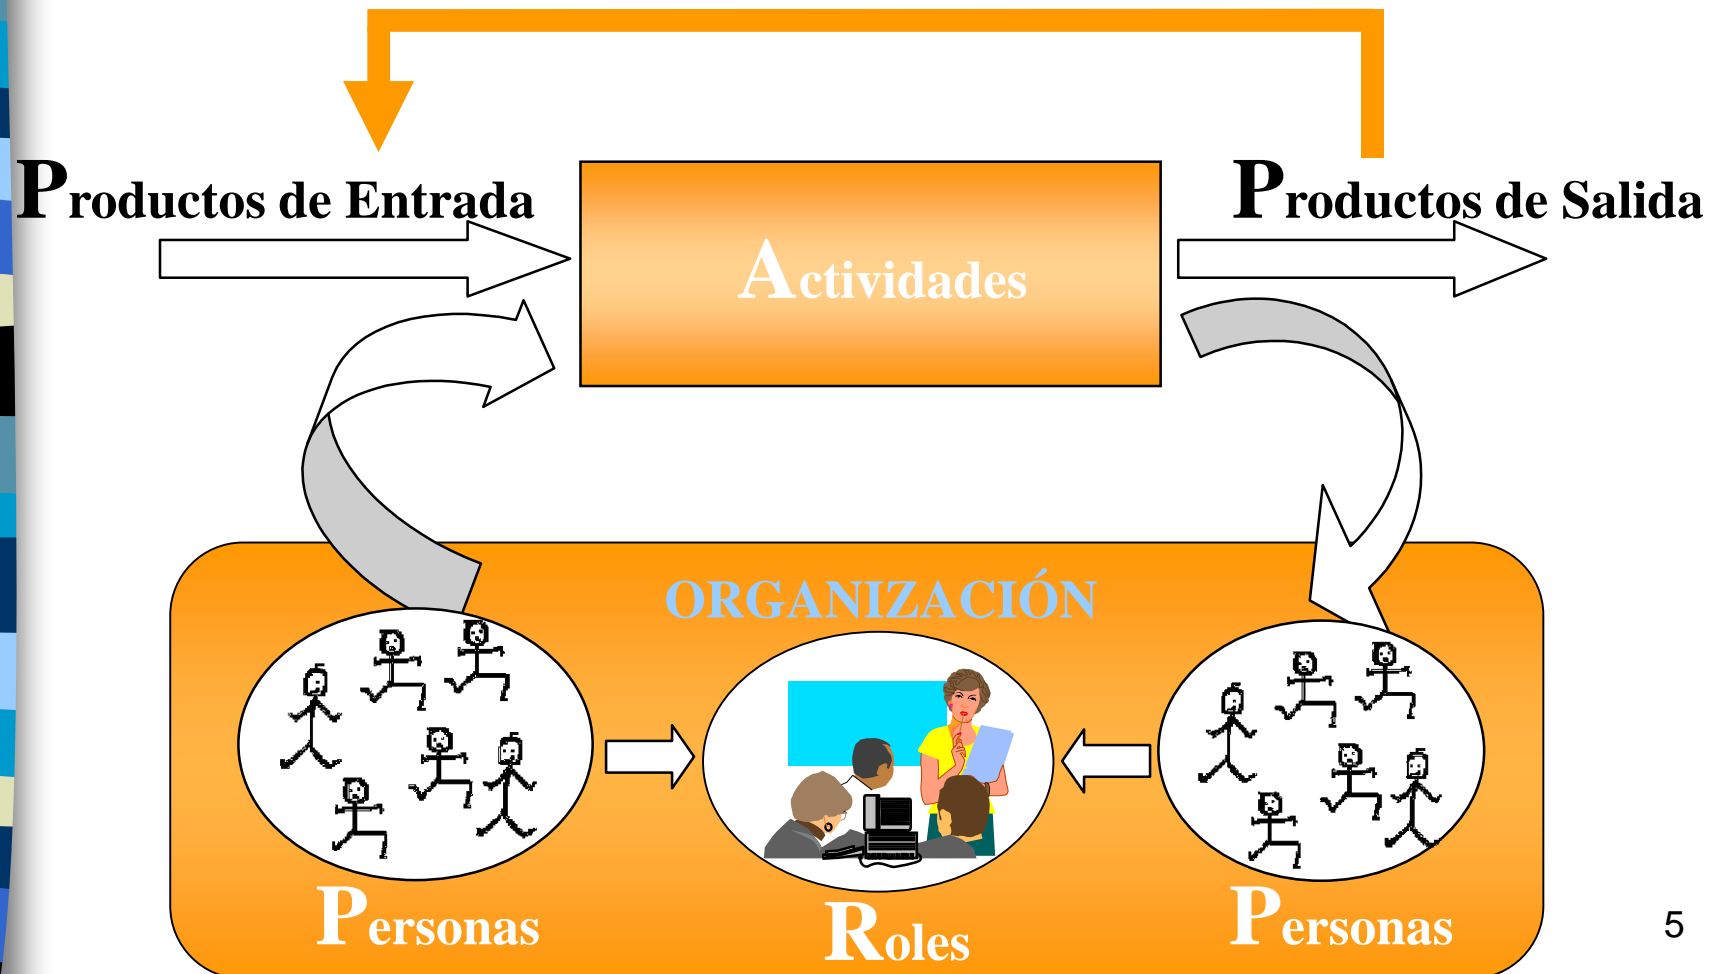 Productos de Entrada
Productos de Salida
Actividades
ORGANIZACIÓN
Personas
Roles
Personas
5